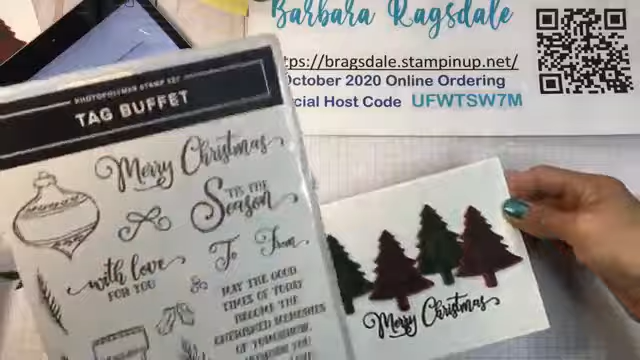 Barbara Ragsdale
tps://bragsdale.stampinup.net/
October 2020 Online Ordering
cial Host Code UFWTSW7M
PHOTOPOLYMER STAMP SET
TAG BUFFET
Merry Christmas
'TIS THE
Season
To From
with love
FOR YOU
MAY THE GOOD
TIMES OF TODAY
BECOME THE
CHERISHED MEMORIES
OF TOMORROW
Merry Christmas